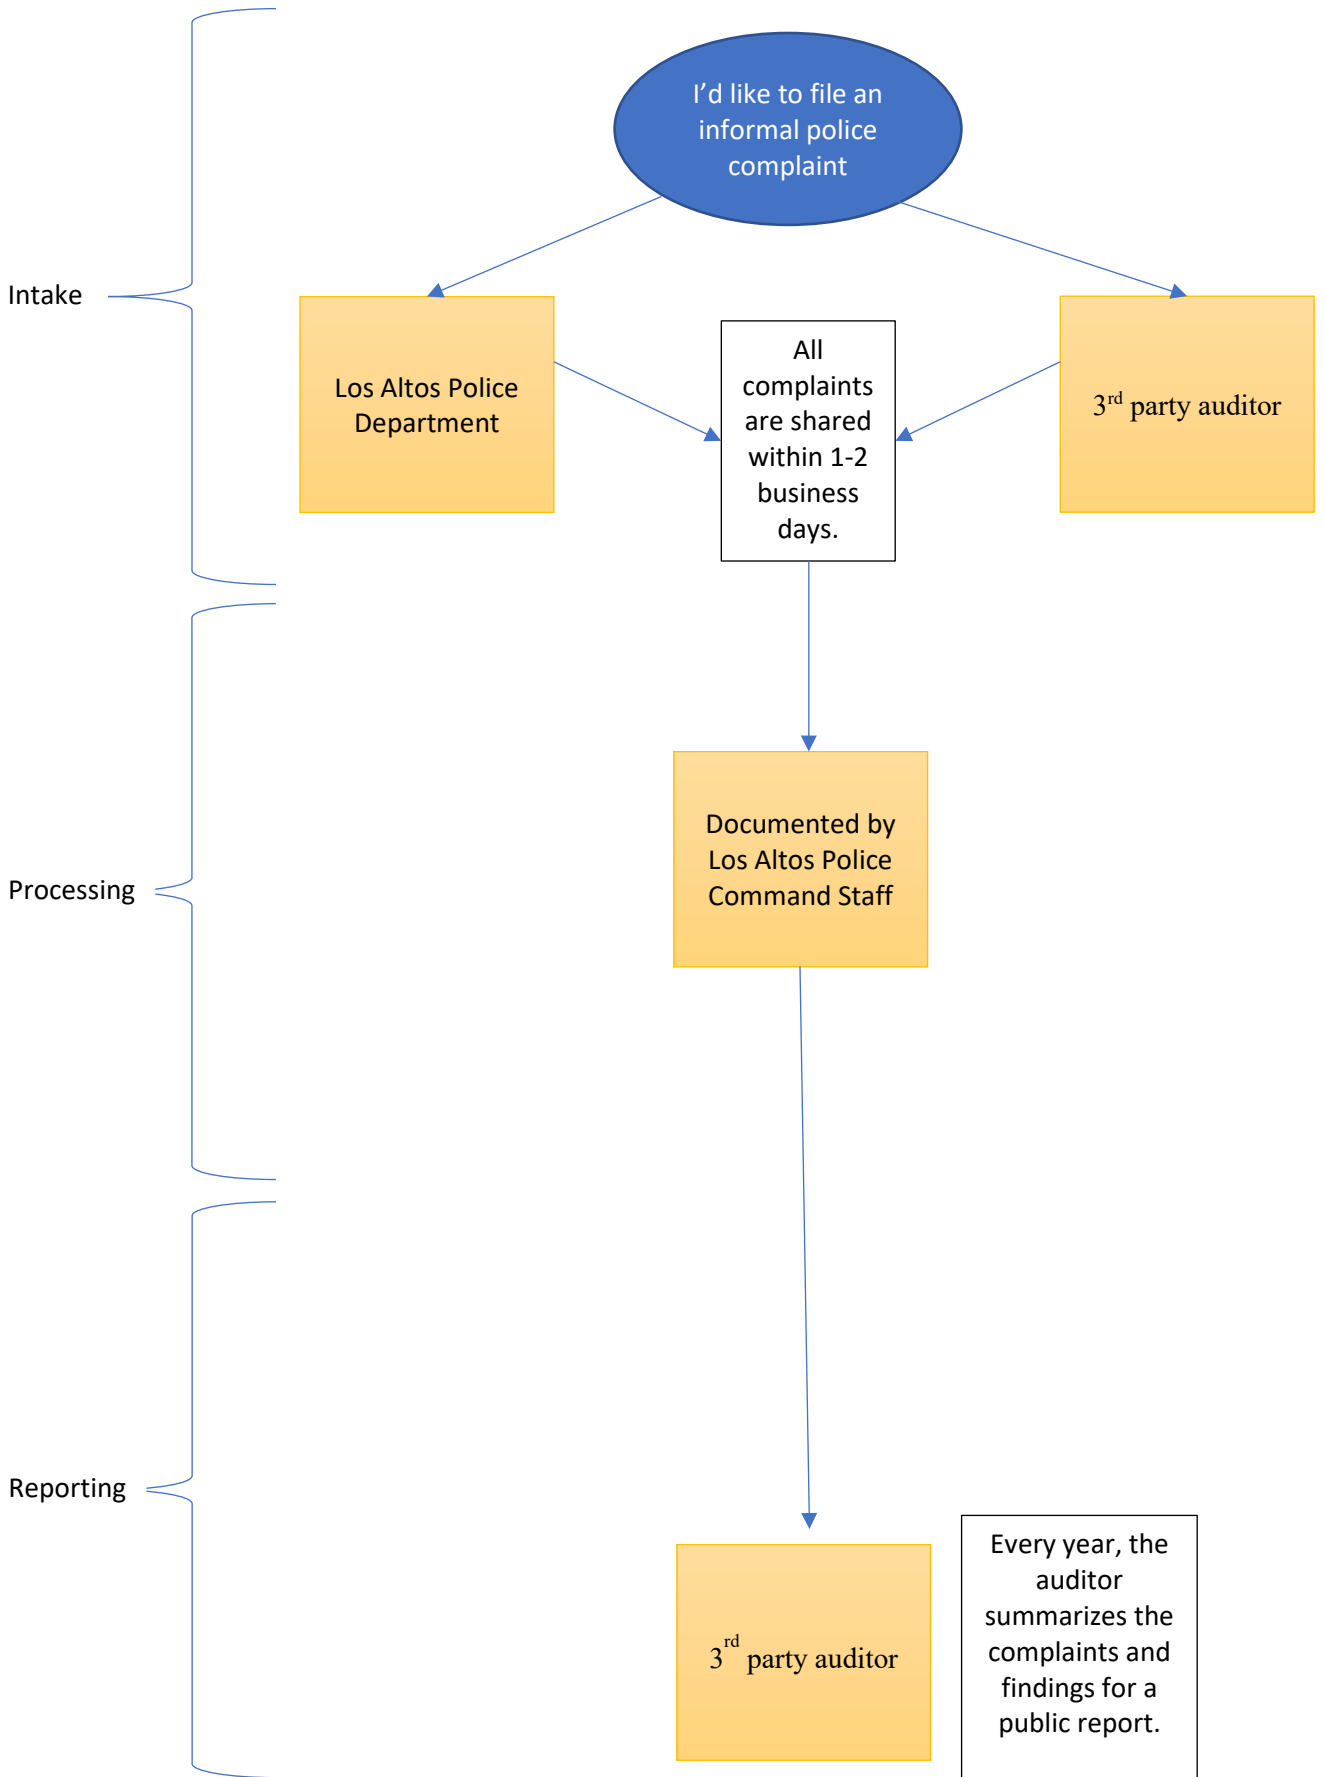 I’d like to file an
informal police
complaint
Intake
Los Altos Police
Department
All
complaints
are shared
within 1-2
business
days.
3rd party auditor
Processing
Documented by
Los Altos Police
Command Staff
Reporting
3rd party auditor
Every year, the
auditor
summarizes the
complaints and
findings for a
public report.